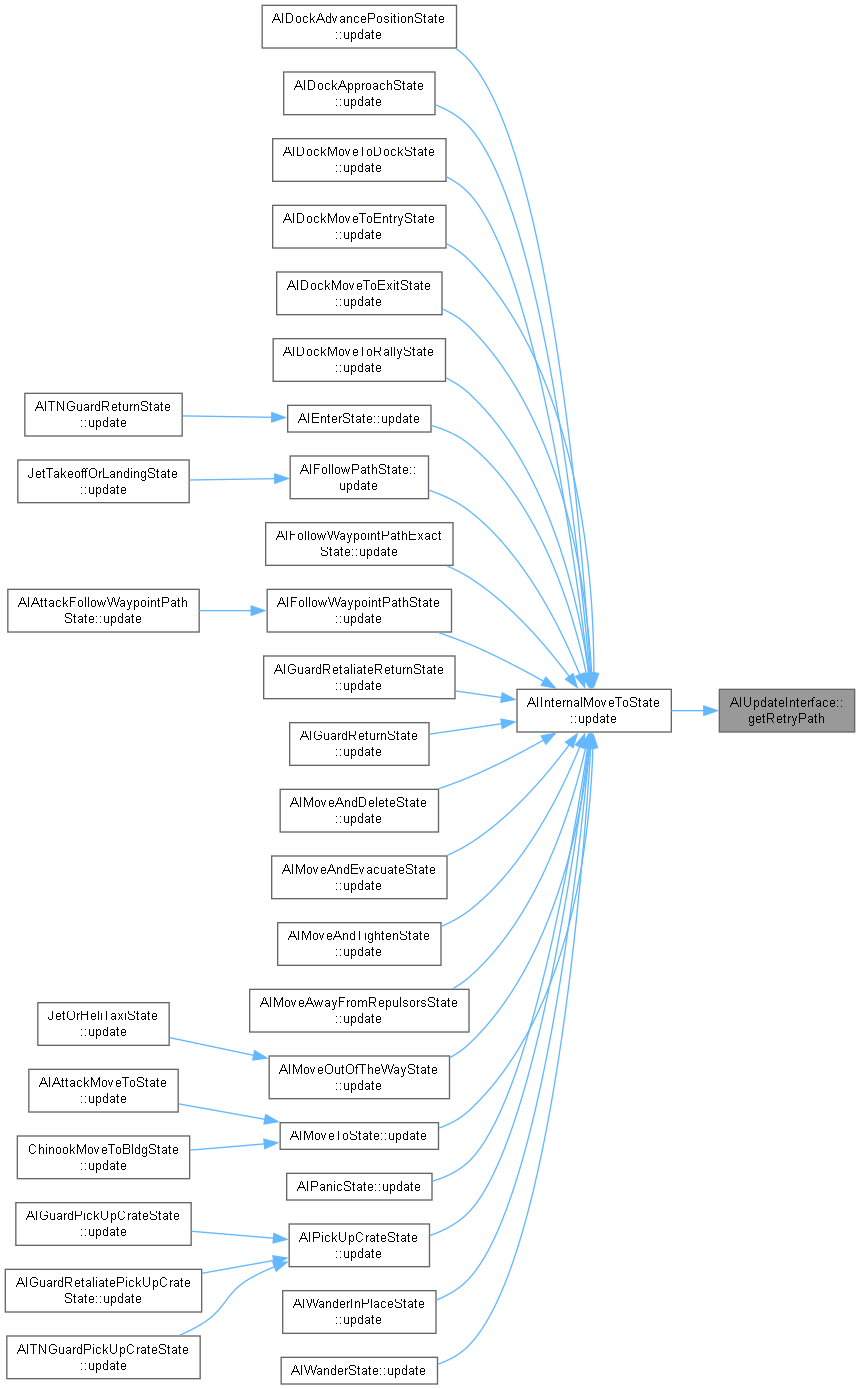 AIDockAdvancePositionState
::update
AIDockApproachState
::update
AIDockMoveToDockState
::update
AIDockMoveToEntryState
::update
AIDockMoveToExitState
::update
AIDockMoveToRallyState
::update
AITNGuardReturnState
::update
AIEnterState::update
JetTakeoffOrLandingState
::update
AIFollowPathState::
update
AIFollowWaypointPathExact
State::update
AIAttackFollowWaypointPath
State::update
AIFollowWaypointPathState
::update
AIGuardRetaliateReturnState
::update
AIInternalMoveToState
::update
AIUpdateInterface::
getRetryPath
AIGuardReturnState
::update
AIMoveAndDeleteState
::update
AIMoveAndEvacuateState
::update
AIMoveAndTightenState
::update
AIMoveAwayFromRepulsorsState
::update
JetOrHeliTaxiState
::update
AIMoveOutOfTheWayState
::update
AIAttackMoveToState
::update
AIMoveToState::update
ChinookMoveToBldgState
::update
AIPanicState::update
AIGuardPickUpCrateState
::update
AIPickUpCrateState
::update
AIGuardRetaliatePickUpCrate
State::update
AIWanderInPlaceState
::update
AITNGuardPickUpCrateState
::update
AIWanderState::update